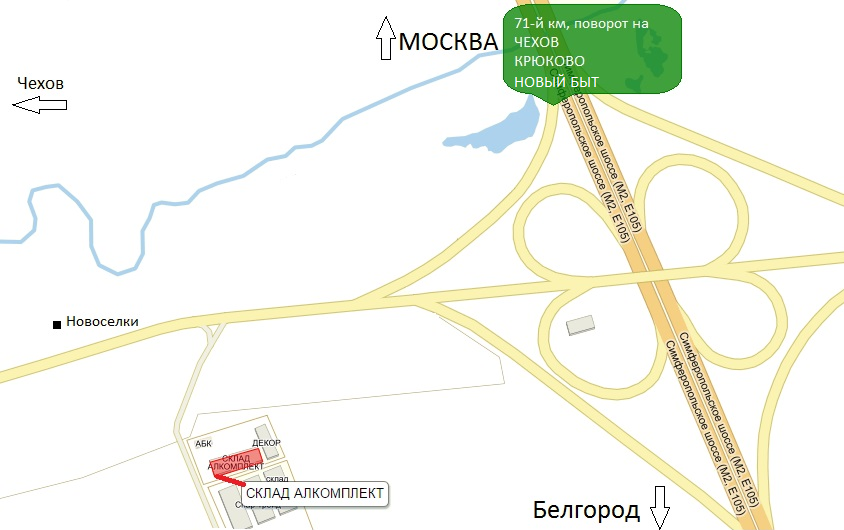 71-й км, поворот на
ЧЕХОВ
КРЮКОВО
НОВЫЙ БЫТ
МОСКВА
Чехов
Симферопольское шоссе (М2, Е105)
Симферопольское шоссе (М2, Е105)
Новоселки
Симферопольское шоссе (М2, Е105)
Симферопольское шоссе (М2, Е105)
АБК
ДЕКОР
СКЛАД
АЛКОМПЛЕКТ
склад
СКЛАД АЛКОМПЛЕКТ
Белгород